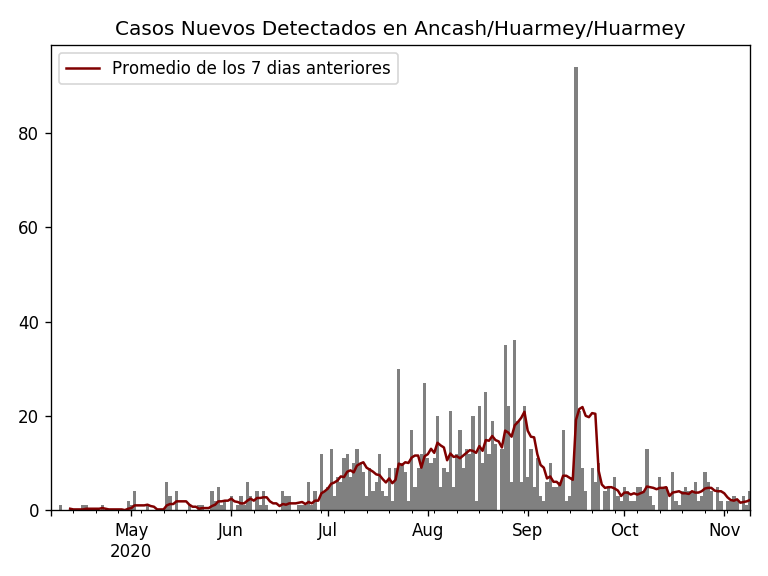 Casos Nuevos Detectados en Ancash/Huarmey/Huarmey
Promedio de los 7 dias anteriores
80
60
40
20
0
May Jun Jul Aug Sep Oct Nov
2020